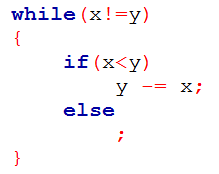 while(x!=y)
{
if(x<y)
y -= x;
else
;
}